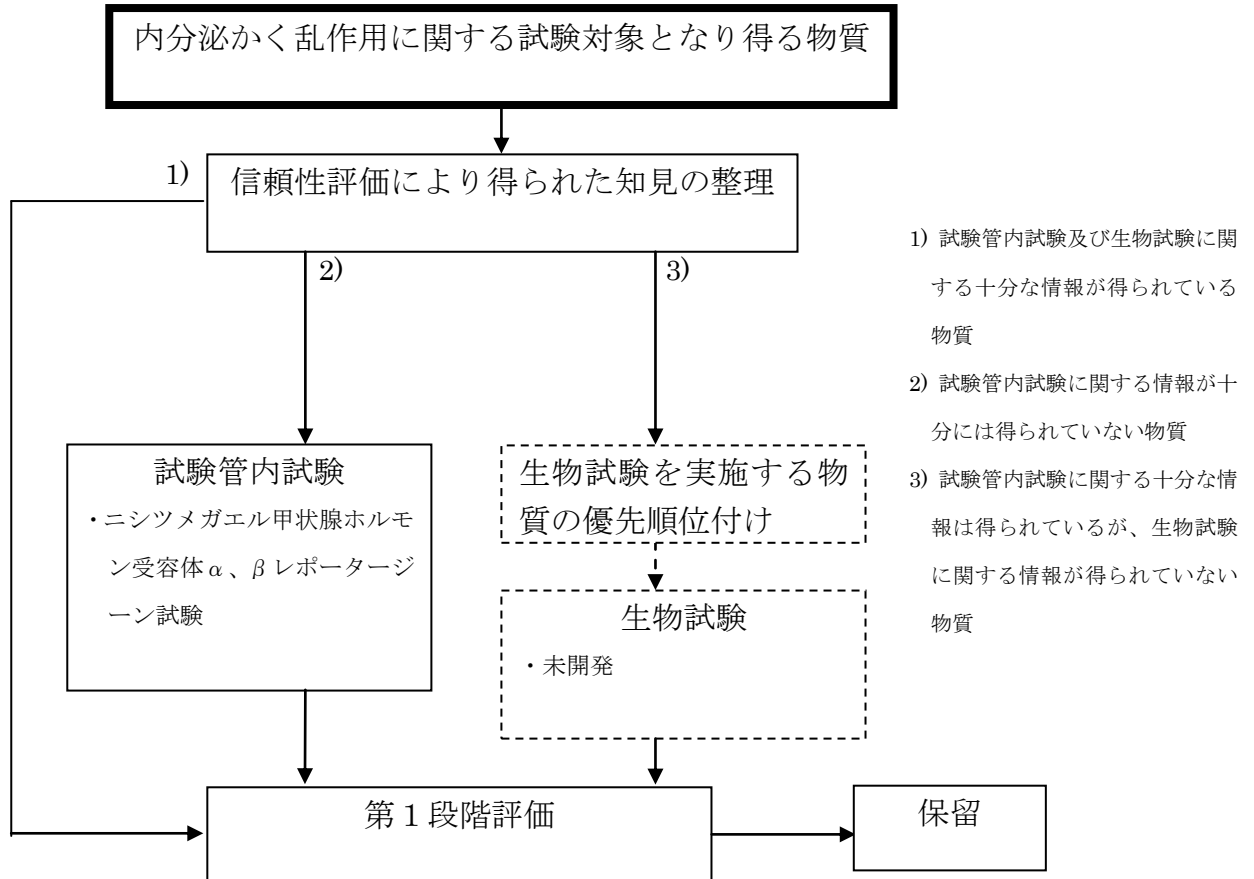 内分泌かく乱作用に関する試験対象となり得る物質
1)
信頼性評価により得られた知見の整理
2)
3)
試験管内試験
・ニシツメガエル甲状腺ホルモ
ン受容体α、βレポータージ
ーン試験
生物試験を実施する物
質の優先順位付け
生物試験
・未開発
第１段階評価
保留
1) 試験管内試験及び生物試験に関
する十分な情報が得られている
物質
2) 試験管内試験に関する情報が十
分には得られていない物質
3) 試験管内試験に関する十分な情
報は得られているが、生物試験
に関する情報が得られていない
物質